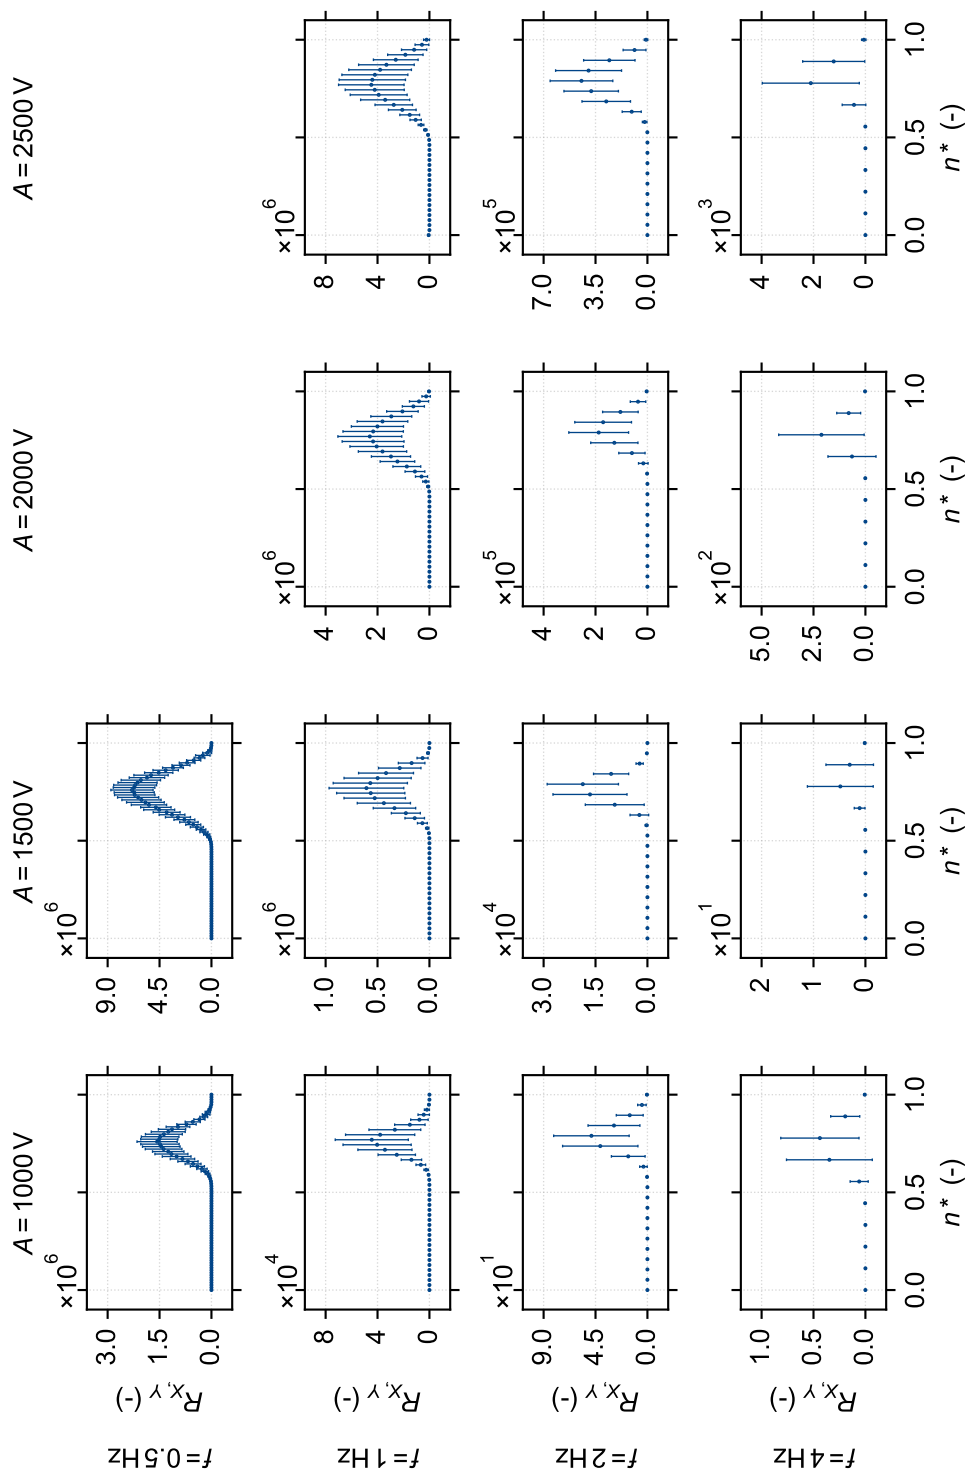 A = 1000 V A = 1500 V A = 2000 V A = 2500 V
f = 0.5 Hz
R_X,Y (-)
×10^6 ×10^6
3.0 9.0
1.5 4.5
0.0 0.0
f = 1 Hz
R_X,Y (-)
×10^4 ×10^6 ×10^6 ×10^6
8 1.0 4 8
4 0.5 2 4
0 0.0 0 0
f = 2 Hz
R_X,Y (-)
×10^1 ×10^4 ×10^5 ×10^5
9.0 3.0 4 7.0
4.5 1.5 2 3.5
0.0 0.0 0 0.0
f = 4 Hz
R_X,Y (-)
×10^1 ×10^2 ×10^3
1.0 2 5.0 4
0.5 1 2.5 2
0.0 0 0.0 0
0.0 0.5 1.0 0.0 0.5 1.0 0.0 0.5 1.0 0.0 0.5 1.0
n* (-) n* (-) n* (-) n* (-)